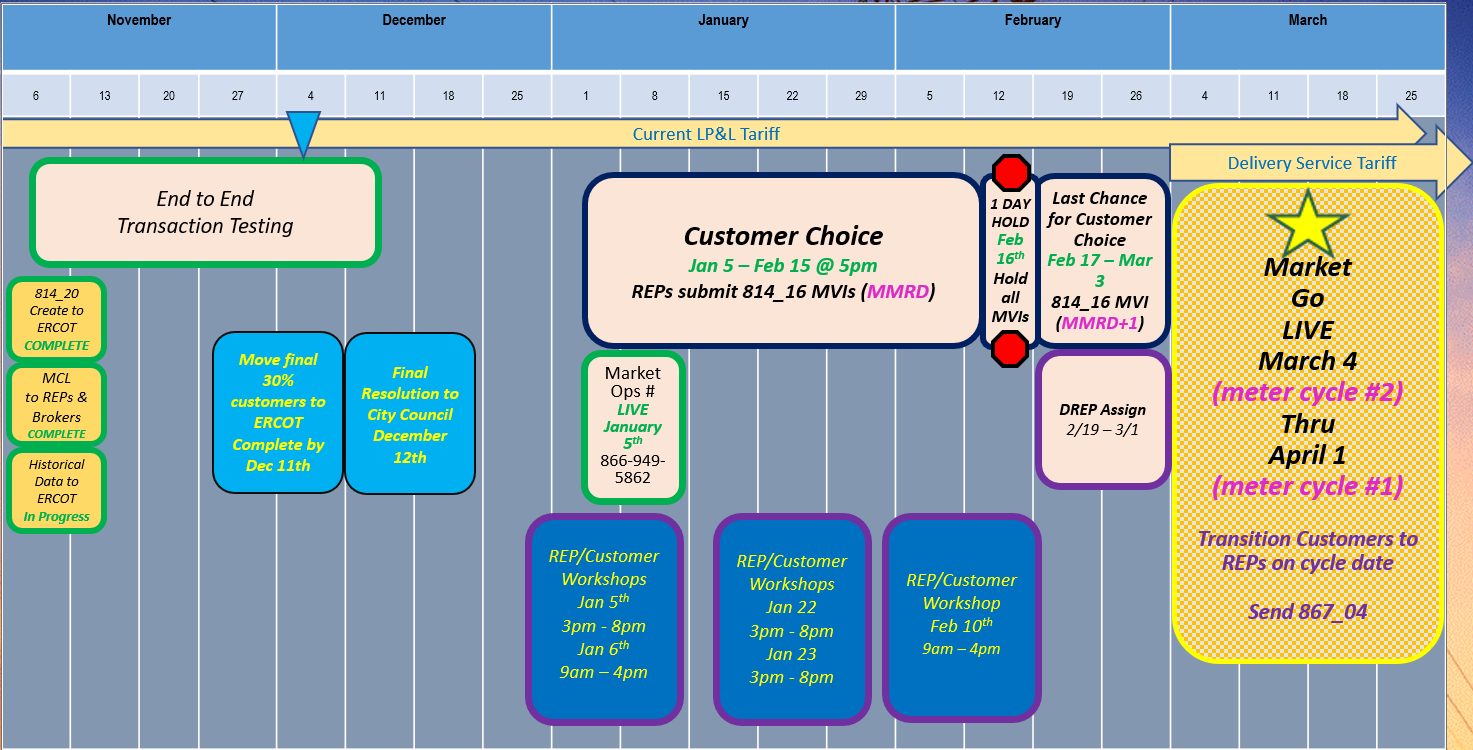 November
December
January
February
March
6
13
20
27
4
11
18
25
1
8
15
22
29
5
12
19
26
4
11
18
25
Current LP&L Tariff
Delivery Service Tariff
End to End
Transaction Testing
814_20
Create to
ERCOT
COMPLETE
MCL
to REPs &
Brokers
COMPLETE
Historical
Data to
ERCOT
In Progress
Move final
30%
customers to
ERCOT
Complete by
Dec 11th
Final
Resolution to
City Council
December
12th
Customer Choice
Jan 5 – Feb 15 @ 5pm
REPs submit 814_16 MVIs (MMRD)
1 DAY
HOLD
Feb
16th
Hold
all
MVIs
Last Chance
for Customer
Choice
Feb 17 – Mar
3
814_16 MVI
(MMRD+1)
Market
Ops #
LIVE
January
5th
866-949-
5862
DREP Assign
2/19 – 3/1
REP/Customer
Workshops
Jan 5th
3pm - 8pm
Jan 6th
9am – 4pm
REP/Customer
Workshops
Jan 22
3pm - 8pm
Jan 23
3pm - 8pm
REP/Customer
Workshop
Feb 10th
9am – 4pm
Market
Go
LIVE
March 4
(meter cycle #2)
Thru
April 1
(meter cycle #1)
Transition Customers to
REPs on cycle date
Send 867_04